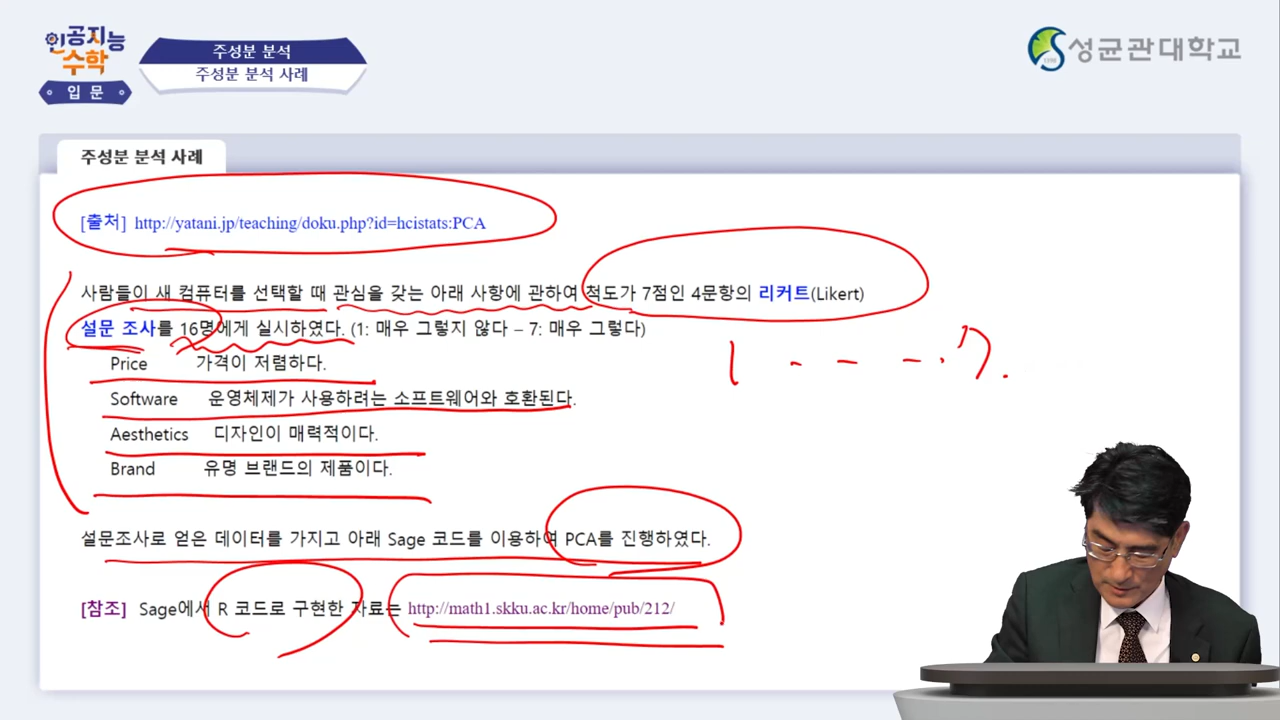 인공지능
수학
입문
주성분 분석
주성분 분석 사례
성균관대학교
주성분 분석 사례
[출처] http://yatani.jp/teaching/doku.php?id=hcistats:PCA
사람들이 새 컴퓨터를 선택할 때 관심을 갖는 아래 사항에 관하여 척도가 7점인 4문항의 리커트(Likert)
설문 조사를 16명에게 실시하였다. (1: 매우 그렇지 않다 – 7: 매우 그렇다)
Price 가격이 저렴하다.
1 - - - . 7.
Software 운영체제가 사용하려는 소프트웨어와 호환된다.
Aesthetics 디자인이 매력적이다.
Brand 유명 브랜드의 제품이다.
설문조사로 얻은 데이터를 가지고 아래 Sage 코드를 이용하여 PCA를 진행하였다.
[참조] Sage에서 R 코드로 구현한 자료는 http://math1.skku.ac.kr/home/pub/212/